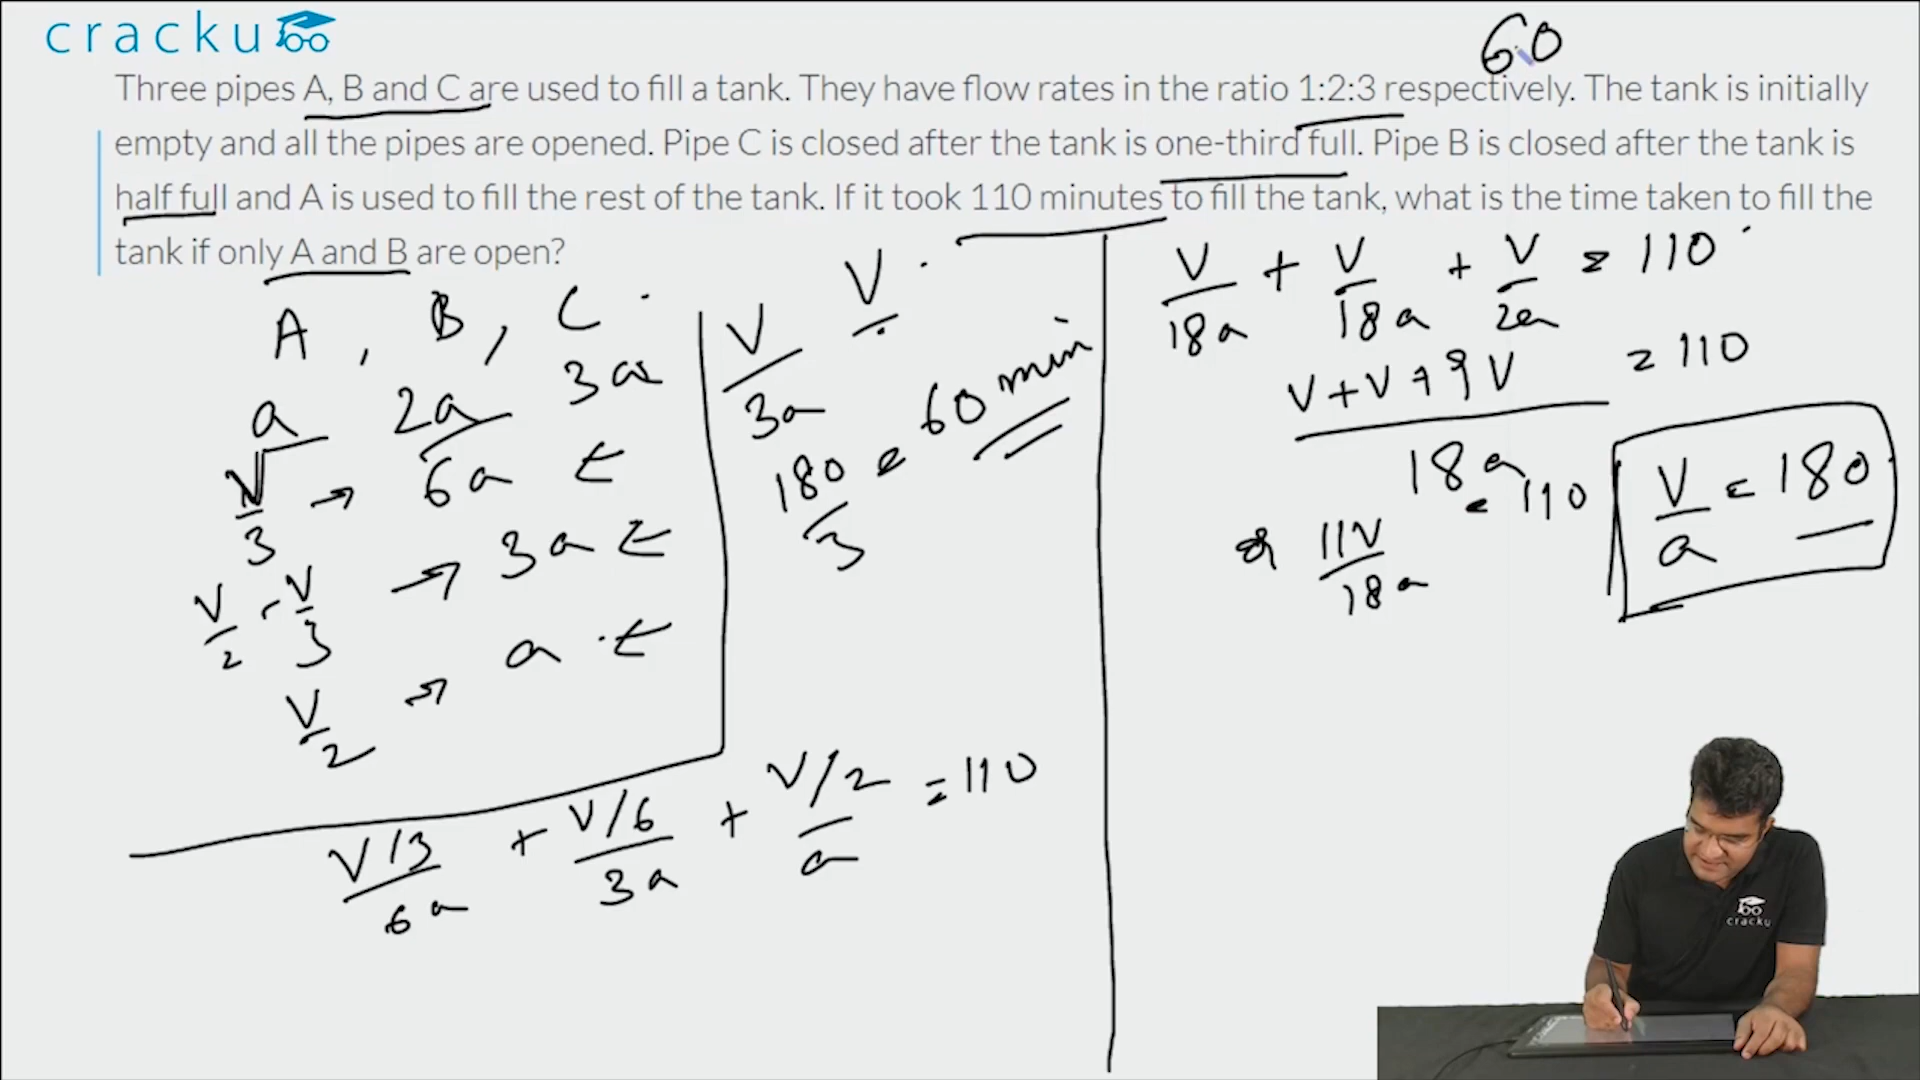 cracku
60
Three pipes A, B and C are used to fill a tank. They have flow rates in the ratio 1:2:3 respectively. The tank is initially
empty and all the pipes are opened. Pipe C is closed after the tank is one-third full. Pipe B is closed after the tank is
half full and A is used to fill the rest of the tank. If it took 110 minutes to fill the tank, what is the time taken to fill the
tank if only A and B are open?
A, B, C
a 2a 3a
V/3 → 6a ←
V/2 - V/3 → 3a ←
V/2 → a ←
V/3 / 6a + V/6 / 3a + V/2 / a = 110
V
V/3a
180/3 = 60 min
V/18a + V/18a + V/2a = 110
V+V+9V / 18a = 110
11V/18a = 110
V/a = 180
cracku